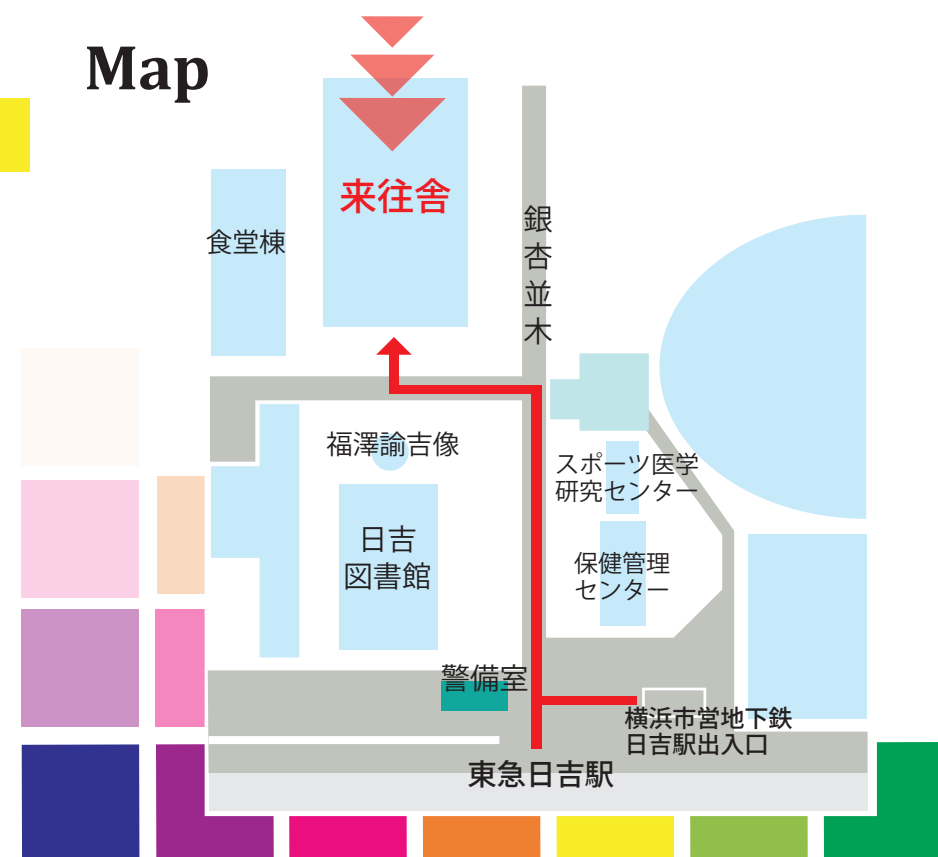 Map
来往舎
食堂棟
銀杏並木
福澤諭吉像
スポーツ医学
研究センター
日吉
図書館
保健管理
センター
警備室
横浜市営地下鉄
日吉駅出入口
東急日吉駅